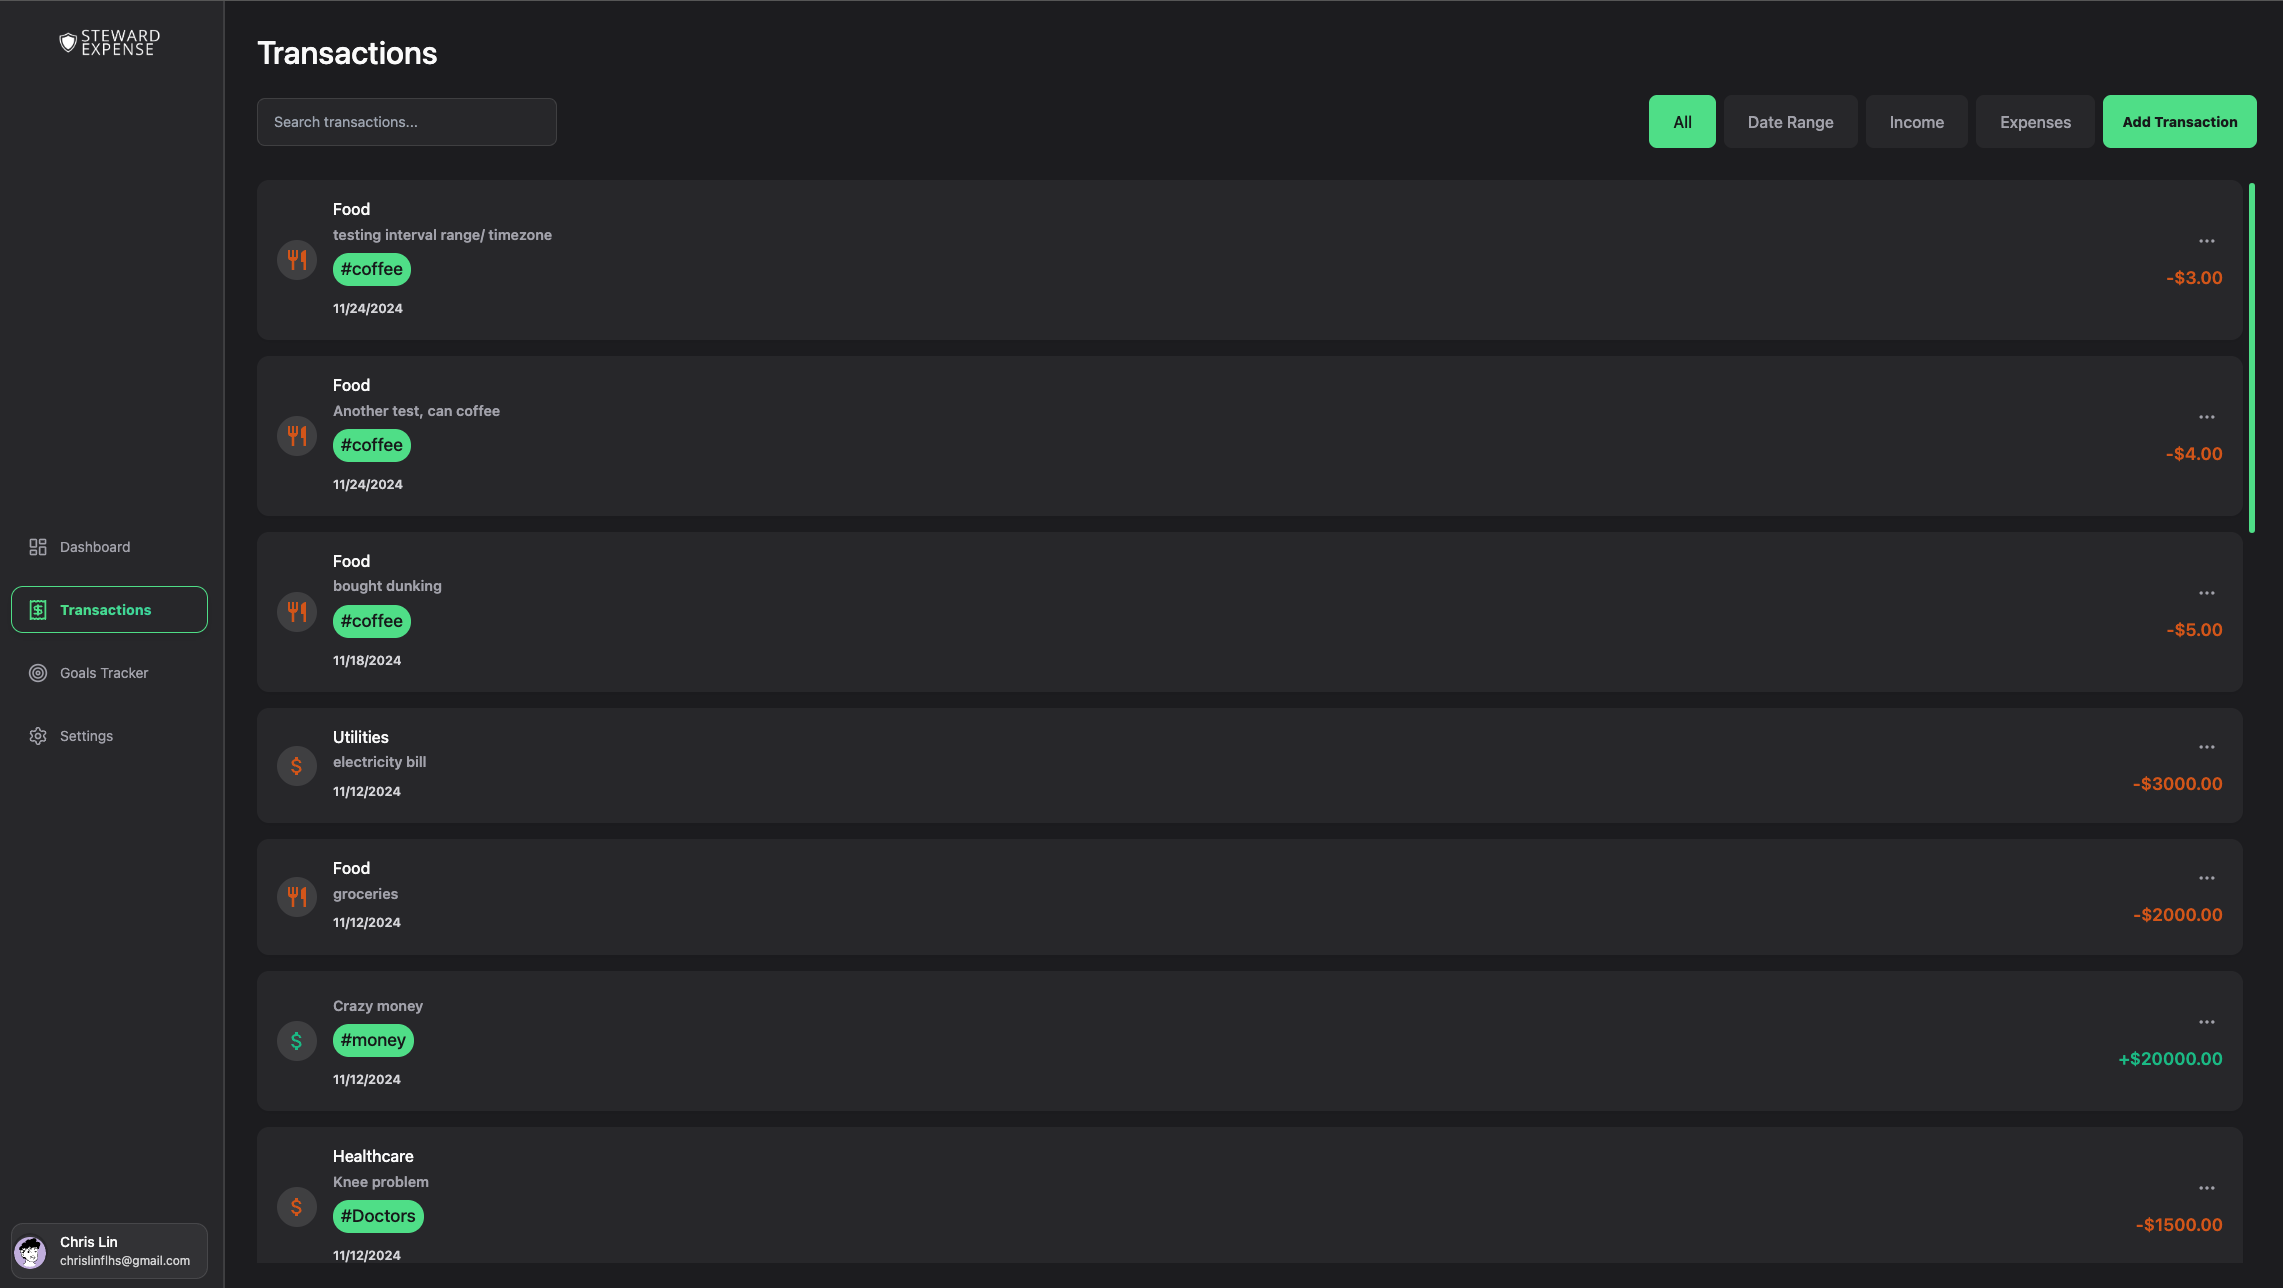 STEWARD
EXPENSE
Dashboard
Transactions
Goals Tracker
Settings
Chris Lin
chrislinflhs@gmail.com
Transactions
Search transactions...
All
Date Range
Income
Expenses
Add Transaction
Food
testing interval range/ timezone
#coffee
11/24/2024
-$3.00
Food
Another test, can coffee
#coffee
11/24/2024
-$4.00
Food
bought dunking
#coffee
11/18/2024
-$5.00
Utilities
electricity bill
11/12/2024
-$3000.00
Food
groceries
11/12/2024
-$2000.00
Crazy money
#money
11/12/2024
+$20000.00
Healthcare
Knee problem
#Doctors
11/12/2024
-$1500.00